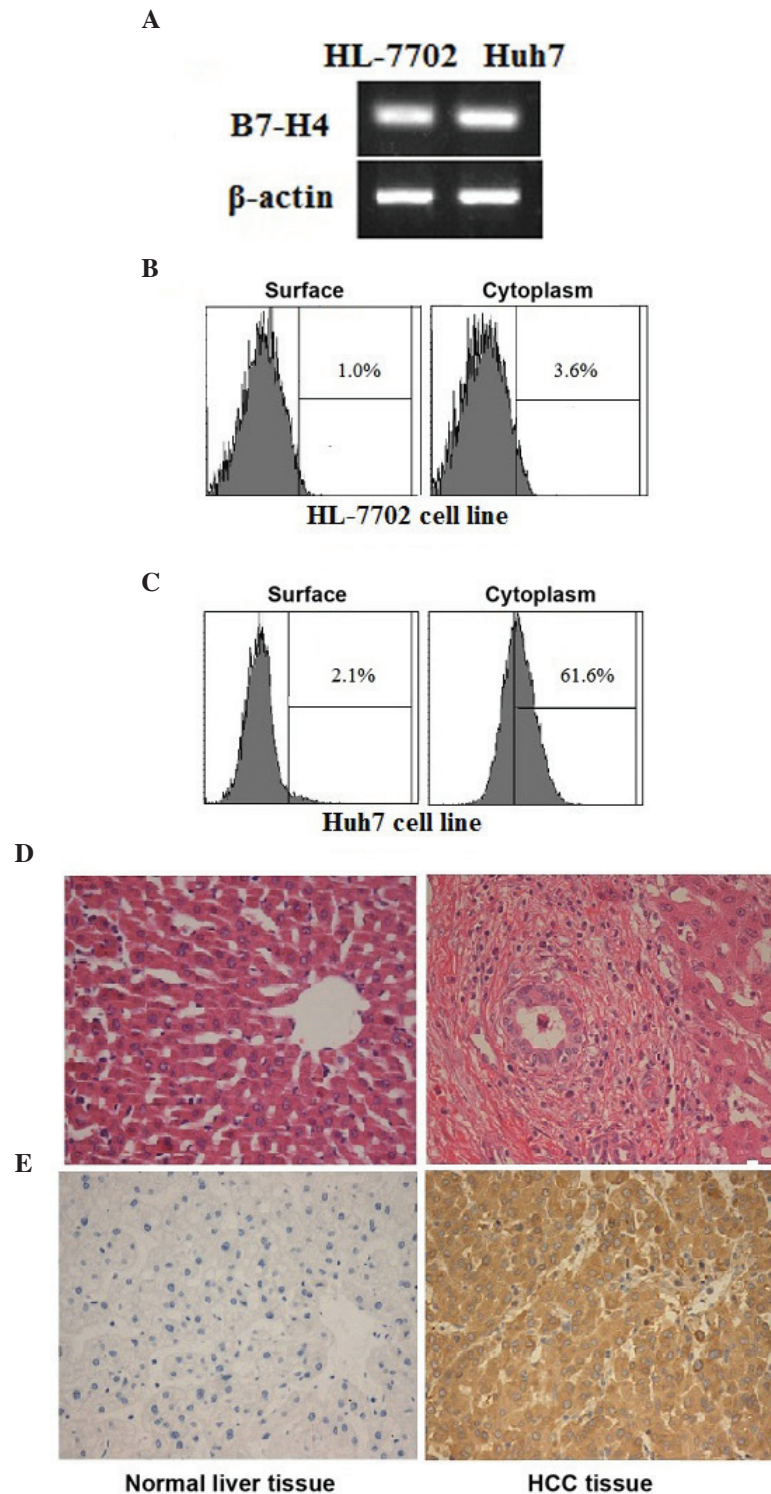 A
HL-7702 Huh7
B7-H4
β-actin
B
Surface Cytoplasm
1.0% 3.6%
HL-7702 cell line
C
Surface Cytoplasm
2.1% 61.6%
Huh7 cell line
D
E
Normal liver tissue HCC tissue